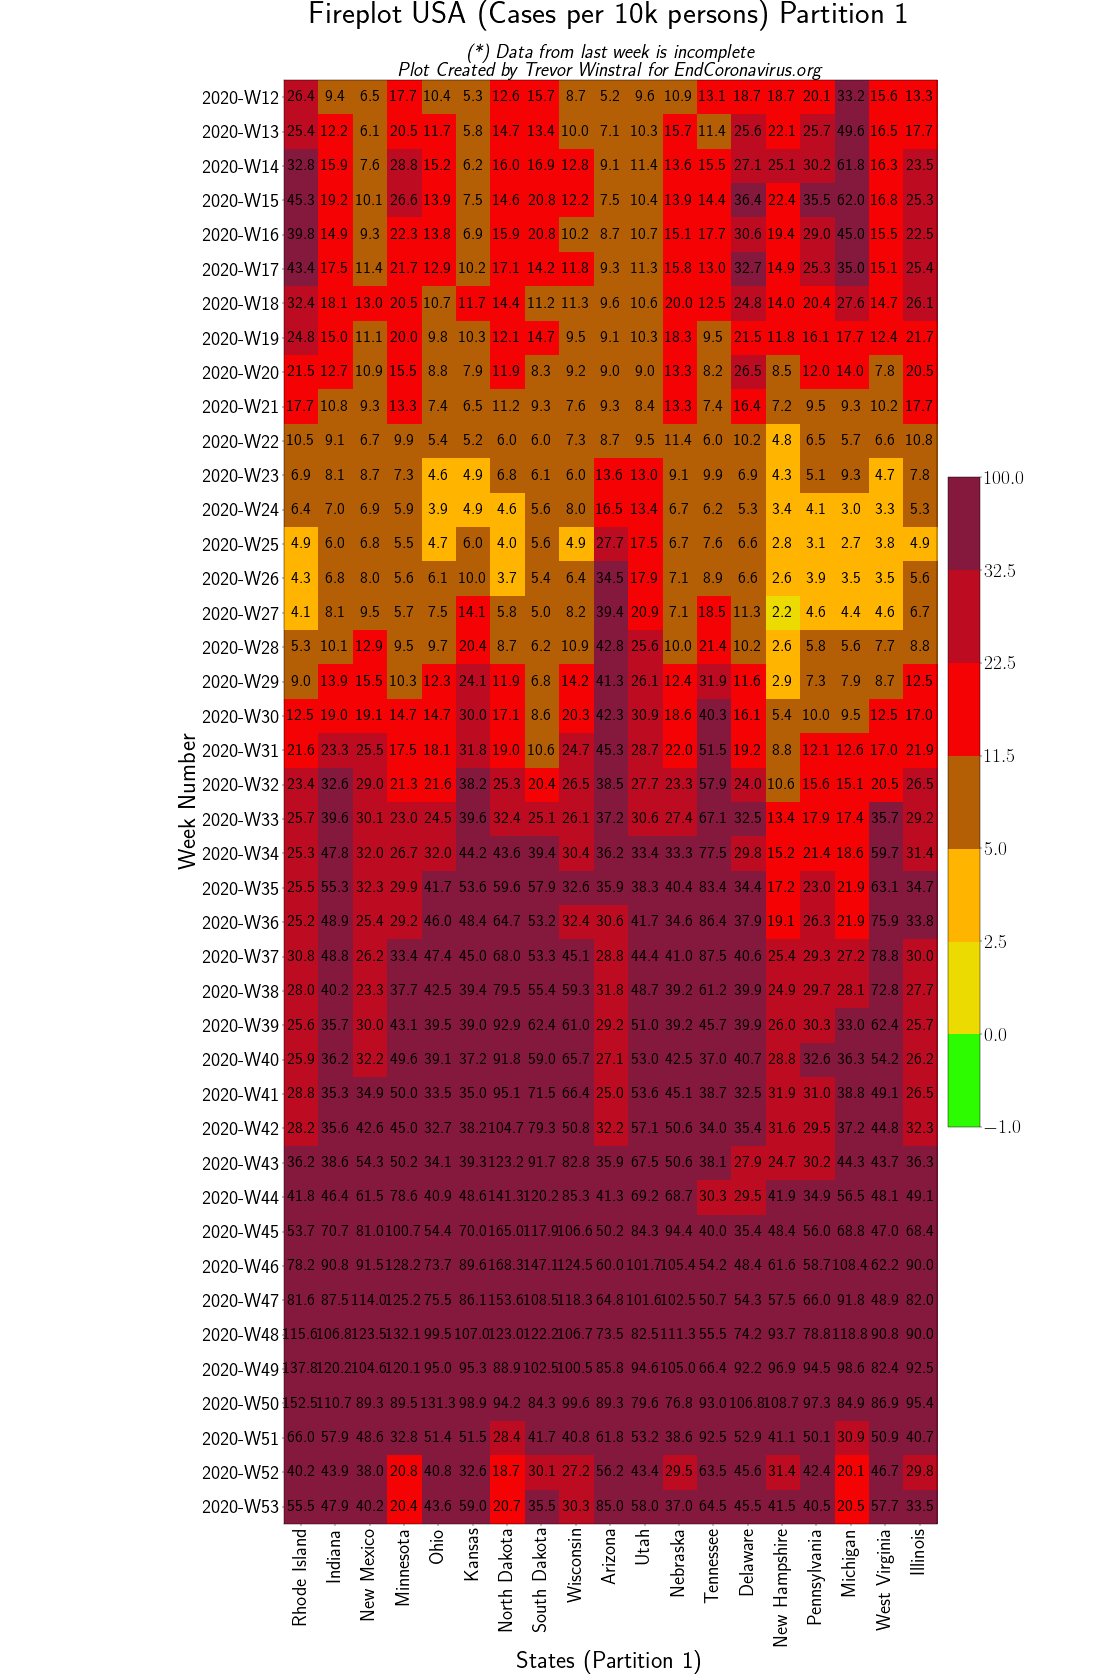 Fireplot USA (Cases per 10k persons) Partition 1
(*) Data from last week is incomplete
Plot Created by Trevor Winstral for EndCoronavirus.org
2020-W12 26.4 9.4 6.5 17.7 10.4 5.3 12.6 15.7 8.7 5.2 9.6 10.9 13.1 18.7 18.7 20.1 33.2 15.6 13.3
2020-W13 25.4 12.2 6.1 20.5 11.7 5.8 14.7 13.4 10.0 7.1 10.3 15.7 11.4 25.6 22.1 25.7 49.6 16.5 17.7
2020-W14 32.8 15.9 7.6 28.8 15.2 6.2 16.0 16.9 12.8 9.1 11.4 13.6 15.5 27.1 25.1 30.2 61.8 16.3 23.5
2020-W15 45.3 19.2 10.1 26.6 13.9 7.5 14.6 20.8 12.2 7.5 10.4 13.9 14.4 36.4 22.4 35.5 62.0 16.8 25.3
2020-W16 39.8 14.9 9.3 22.3 13.8 6.9 15.9 20.8 10.2 8.7 10.7 15.1 17.7 30.6 19.4 29.0 45.0 15.5 22.5
2020-W17 43.4 17.5 11.4 21.7 12.9 10.2 17.1 14.2 11.8 9.3 11.3 15.8 13.0 32.7 14.9 25.3 35.0 15.1 25.4
2020-W18 32.4 18.1 13.0 20.5 10.7 11.7 14.4 11.2 11.3 9.6 10.6 20.0 12.5 24.8 14.0 20.4 27.6 14.7 26.1
2020-W19 24.8 15.0 11.1 20.0 9.8 10.3 12.1 14.7 9.5 9.1 10.3 18.3 9.5 21.5 11.8 16.1 17.7 12.4 21.7
2020-W20 21.5 12.7 10.9 15.5 8.8 7.9 11.9 8.3 9.2 9.0 9.0 13.3 8.2 26.5 8.5 12.0 14.0 7.8 20.5
2020-W21 17.7 10.8 9.3 13.3 7.4 6.5 11.2 9.3 7.6 9.3 8.4 13.3 7.4 16.4 7.2 9.5 9.3 10.2 17.7
2020-W22 10.5 9.1 6.7 9.9 5.4 5.2 6.0 6.0 7.3 8.7 9.5 11.4 6.0 10.2 4.8 6.5 5.7 6.6 10.8
2020-W23 6.9 8.1 8.7 7.3 4.6 4.9 6.8 6.1 6.0 13.6 13.0 9.1 9.9 6.9 4.3 5.1 9.3 4.7 7.8
2020-W24 6.4 7.0 6.9 5.9 3.9 4.9 4.6 5.6 8.0 16.5 13.4 6.7 6.2 5.3 3.4 4.1 3.0 3.3 5.3
2020-W25 4.9 6.0 6.8 5.5 4.7 6.0 4.0 5.6 4.9 27.7 17.5 6.7 7.6 6.6 2.8 3.1 2.7 3.8 4.9
2020-W26 4.3 6.8 8.0 5.6 6.1 10.0 3.7 5.4 6.4 34.5 17.9 7.1 8.9 6.6 2.6 3.9 3.5 3.5 5.6
2020-W27 4.1 8.1 9.5 5.7 7.5 14.1 5.8 5.0 8.2 39.4 20.9 7.1 18.5 11.3 2.2 4.6 4.4 4.6 6.7
2020-W28 5.3 10.1 12.9 9.5 9.7 20.4 8.7 6.2 10.9 42.8 25.6 10.0 21.4 10.2 2.6 5.8 5.6 7.7 8.8
2020-W29 9.0 13.9 15.5 10.3 12.3 24.1 11.9 6.8 14.2 41.3 26.1 12.4 31.9 11.6 2.9 7.3 7.9 8.7 12.5
2020-W30 12.5 19.0 19.1 14.7 14.7 30.0 17.1 8.6 20.3 42.3 30.9 18.6 40.3 16.1 5.4 10.0 9.5 12.5 17.0
2020-W31 21.6 23.3 25.5 17.5 18.1 31.8 19.0 10.6 24.7 45.3 28.7 22.0 51.5 19.2 8.8 12.1 12.6 17.0 21.9
2020-W32 23.4 32.6 29.0 21.3 21.6 38.2 25.3 20.4 26.5 38.5 27.7 23.3 57.9 24.0 10.6 15.6 15.1 20.5 26.5
2020-W33 25.7 39.6 30.1 23.0 24.5 39.6 32.4 25.1 26.1 37.2 30.6 27.4 67.1 32.5 13.4 17.9 17.4 35.7 29.2
2020-W34 25.3 47.8 32.0 26.7 32.0 44.2 43.6 39.4 30.4 36.2 33.4 33.3 77.5 29.8 15.2 21.4 18.6 59.7 31.4
2020-W35 25.5 55.3 32.3 29.9 41.7 53.6 59.6 57.9 32.6 35.9 38.3 40.4 83.4 34.4 17.2 23.0 21.9 63.1 34.7
2020-W36 25.2 48.9 25.4 29.2 46.0 48.4 64.7 53.2 32.4 30.6 41.7 34.6 86.4 37.9 19.1 26.3 21.9 75.9 33.8
2020-W37 30.8 48.8 26.2 33.4 47.4 45.0 68.0 53.3 45.1 28.8 44.4 41.0 87.5 40.6 25.4 29.3 27.2 78.8 30.0
2020-W38 28.0 40.2 23.3 37.7 42.5 39.4 79.5 55.4 59.3 31.8 48.7 39.2 61.2 39.9 24.9 29.7 28.1 72.8 27.7
2020-W39 25.6 35.7 30.0 43.1 39.5 39.0 92.9 62.4 61.0 29.2 51.0 39.2 45.7 39.9 26.0 30.3 33.0 62.4 25.7
2020-W40 25.9 36.2 32.2 49.6 39.1 37.2 91.8 59.0 65.7 27.1 53.0 42.5 37.0 40.7 28.8 32.6 36.3 54.2 26.2
2020-W41 28.8 35.3 34.9 50.0 33.5 35.0 95.1 71.5 66.4 25.0 53.6 45.1 38.7 32.5 31.9 31.0 38.8 49.1 26.5
2020-W42 28.2 35.6 42.6 45.0 32.7 38.2 104.7 79.3 50.8 32.2 57.1 50.6 34.0 35.4 31.6 29.5 37.2 44.8 32.3
2020-W43 36.2 38.6 54.3 50.2 34.1 39.3 123.2 91.7 82.8 35.9 67.5 50.6 38.1 27.9 24.7 30.2 44.3 43.7 36.3
2020-W44 41.8 46.4 61.5 78.6 40.9 48.6 141.3 120.2 85.3 41.3 69.2 68.7 30.3 29.5 41.9 34.9 56.5 48.1 49.1
2020-W45 53.7 70.7 81.0 100.7 54.4 70.0 165.0 117.9 106.6 50.2 84.3 94.4 40.0 35.4 48.4 56.0 68.8 47.0 68.4
2020-W46 78.2 90.8 91.5 128.2 73.7 89.6 168.3 147.1 124.5 60.0 101.7 105.4 54.2 48.4 61.6 58.7 108.4 62.2 90.0
2020-W47 81.6 87.5 114.0 125.2 75.5 86.1 153.6 108.5 118.3 64.8 101.6 102.5 50.7 54.3 57.5 66.0 91.8 48.9 82.0
2020-W48 115.6 106.8 123.5 132.1 99.5 107.0 123.0 122.2 106.7 73.5 82.5 111.3 55.5 74.2 93.7 78.8 118.8 90.8 90.0
2020-W49 137.8 120.2 104.6 120.1 95.0 95.3 88.9 102.5 100.5 85.8 94.6 105.0 66.4 92.2 96.9 94.5 98.6 82.4 92.5
2020-W50 152.5 110.7 89.3 89.5 131.3 98.9 94.2 84.3 99.6 89.3 79.6 76.8 93.0 106.8 108.7 97.3 84.9 86.9 95.4
2020-W51 66.0 57.9 48.6 32.8 51.4 51.5 28.4 41.7 40.8 61.8 53.2 38.6 92.5 52.9 41.1 50.1 30.9 50.9 40.7
2020-W52 40.2 43.9 38.0 20.8 40.8 32.6 18.7 30.1 27.2 56.2 43.4 29.5 63.5 45.6 31.4 42.4 20.1 46.7 29.8
2020-W53 55.5 47.9 40.2 20.4 43.6 59.0 20.7 35.5 30.3 85.0 58.0 37.0 64.5 45.5 41.5 40.5 20.5 57.7 33.5
Week Number
Rhode Island
Indiana
New Mexico
Minnesota
Ohio
Kansas
North Dakota
South Dakota
Wisconsin
Arizona
Utah
Nebraska
Tennessee
Delaware
New Hampshire
Pennsylvania
Michigan
West Virginia
Illinois
States (Partition 1)
100.0
32.5
22.5
11.5
5.0
2.5
0.0
−1.0